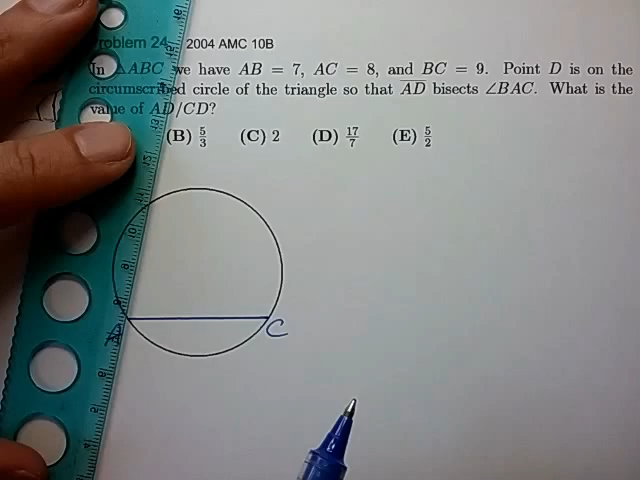 roblem 24 2004 AMC 10B
In △ABC we have AB = 7, AC = 8, and BC = 9. Point D is on the
circumscribed circle of the triangle so that AD bisects ∠BAC. What is the
value of AD/CD?
(B) 5/3 (C) 2 (D) 17/7 (E) 5/2
C